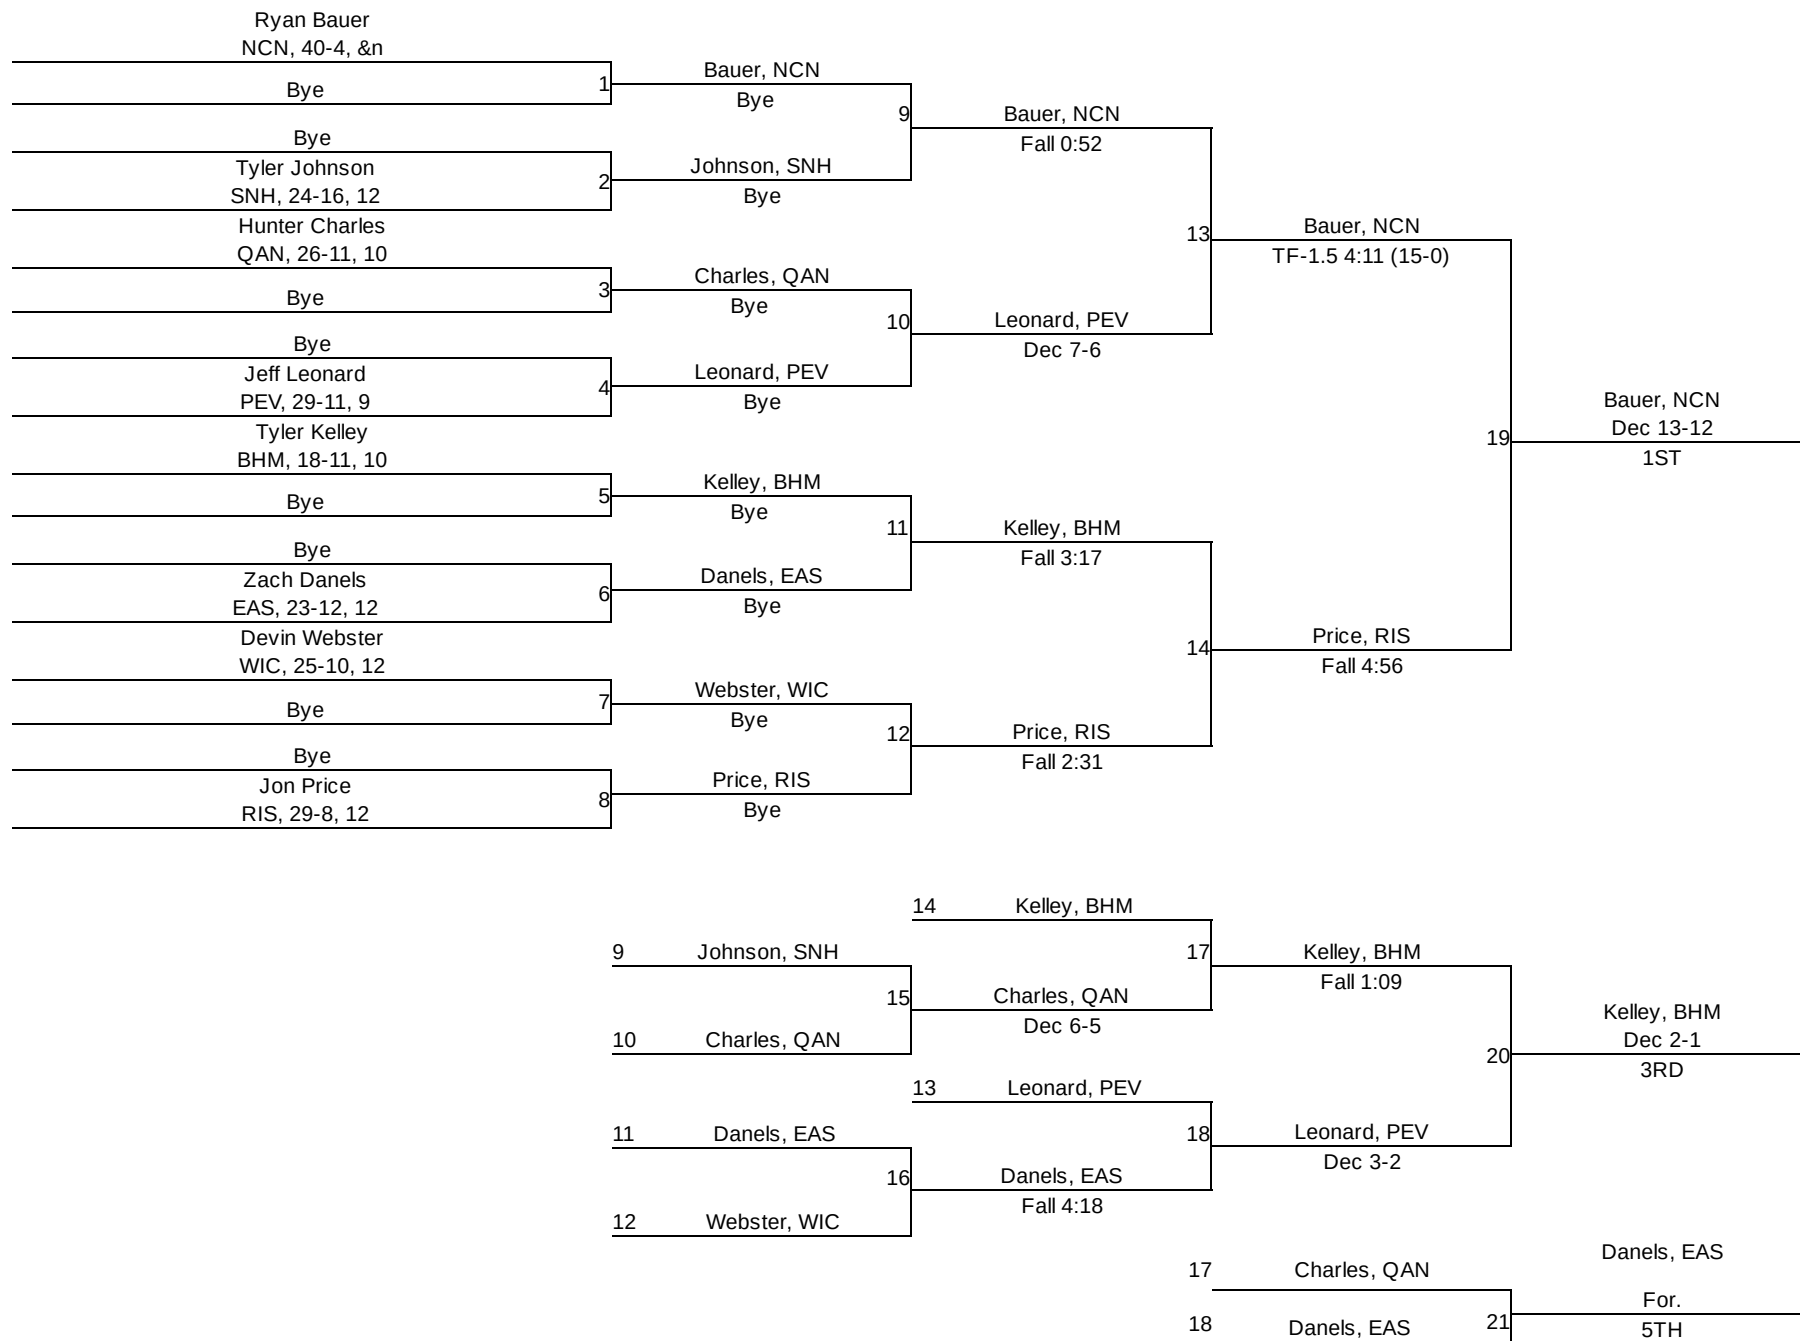 Ryan Bauer
NCN, 40-4, &n
Bye
1
Bye
Tyler Johnson
SNH, 24-16, 12
2
Hunter Charles
QAN, 26-11, 10
Bye
3
Bye
Jeff Leonard
PEV, 29-11, 9
4
Tyler Kelley
BHM, 18-11, 10
Bye
5
Bye
Zach Danels
EAS, 23-12, 12
6
Devin Webster
WIC, 25-10, 12
Bye
7
Bye
Jon Price
RIS, 29-8, 12
8
Bauer, NCN
Bye
9
Johnson, SNH
Bye
Charles, QAN
Bye
10
Leonard, PEV
Bye
Kelley, BHM
Bye
11
Danels, EAS
Bye
Webster, WIC
Bye
12
Price, RIS
Bye
Bauer, NCN
Fall 0:52
13
Leonard, PEV
Dec 7-6
Kelley, BHM
Fall 3:17
14
Price, RIS
Fall 2:31
Bauer, NCN
TF-1.5 4:11 (15-0)
19
Price, RIS
Fall 4:56
Bauer, NCN
Dec 13-12
1ST
9 Johnson, SNH
15
10 Charles, QAN
11 Danels, EAS
16
12 Webster, WIC
14 Kelley, BHM
17
Charles, QAN
Dec 6-5
13 Leonard, PEV
18
Danels, EAS
Fall 4:18
Kelley, BHM
Fall 1:09
20
Leonard, PEV
Dec 3-2
Kelley, BHM
Dec 2-1
3RD
17 Charles, QAN
18 Danels, EAS
21
Danels, EAS
For.
5TH